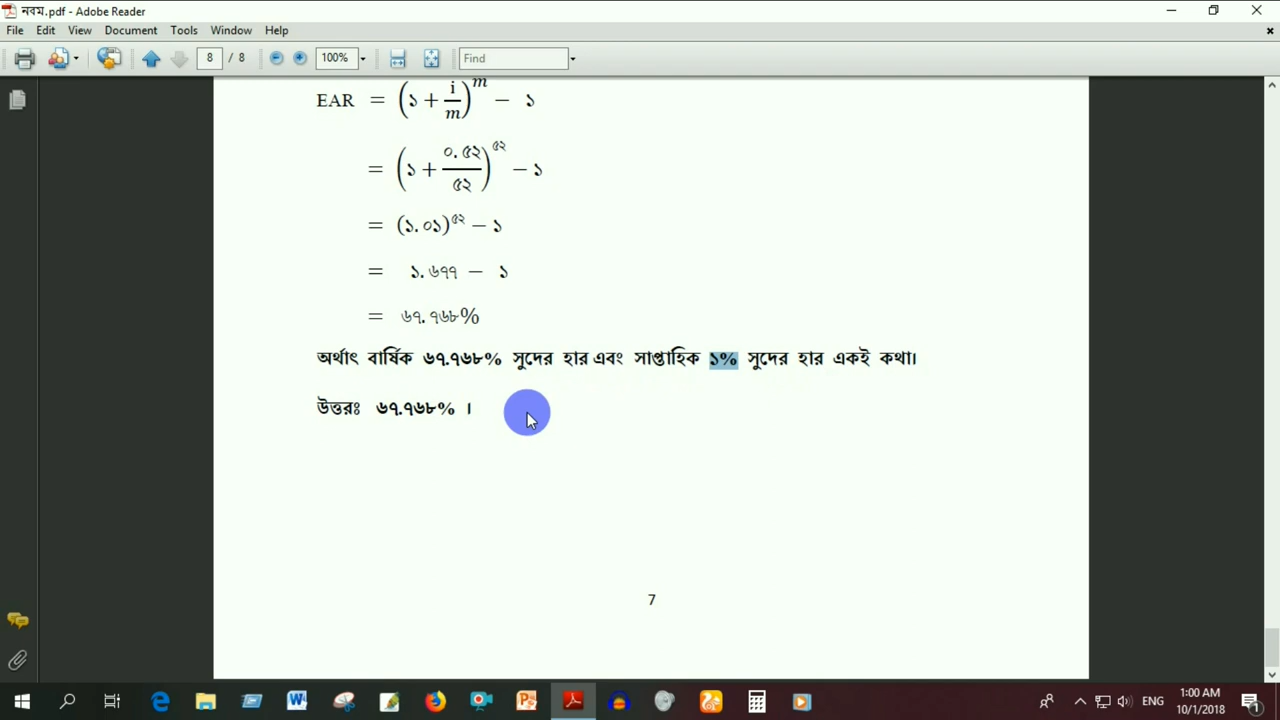 নবম.pdf - Adobe Reader
File Edit View Document Tools Window Help
8 / 8 100% Find
EAR = (১ + i/m)^m − ১
= (১ + ০.৫২/৫২)^৫২ − ১
= (১.০১)^৫২ − ১
= ১.৬৭৭ − ১
= ৬৭.৭৬৮%
অর্থাৎ বার্ষিক ৬৭.৭৬৮% সুদের হার এবং সাপ্তাহিক ১% সুদের হার একই কথা।
উত্তরঃ ৬৭.৭৬৮% ।
7
ENG
1:00 AM
10/1/2018
1